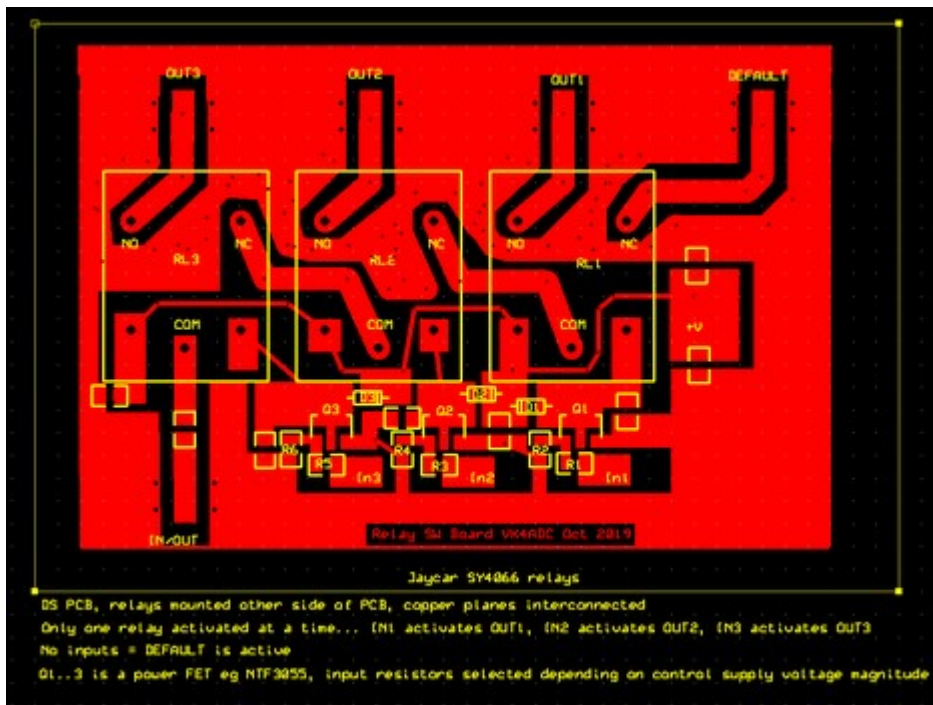 OUT3 OUT2 OUT1 DEFAULT
NO NC NO NC NO NC
RL3 RL2 RL1
COM COM COM +V
D3 D2 D1
Q3 Q2 Q1
R6 R5 R4 R3 R2 R1
In3 In2 In1
IN/OUT
Relay SW Board VK4ADC Oct 2019
Jaycar SY4066 relays
DS PCB, relays mounted other side of PCB, copper planes interconnected
Only one relay activated at a time... IN1 activates OUT1, IN2 activates OUT2, IN3 activates OUT3
No inputs = DEFAULT is active
Q1..3 is a power FET eg NTF3055, input resistors selected depending on control supply voltage magnitude